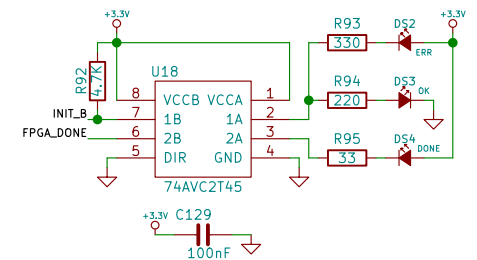 +3.3V
R93
330
DS2
ERR
+3.3V
R92
4.7K
U18
R94
220
DS3
OK
8 VCCB VCCA 1
INIT_B 7 1B 1A 2
FPGA_DONE 6 2B 2A 3
5 DIR GND 4
R95
33
DS4
DONE
74AVC2T45
+3.3V
C129
100nF